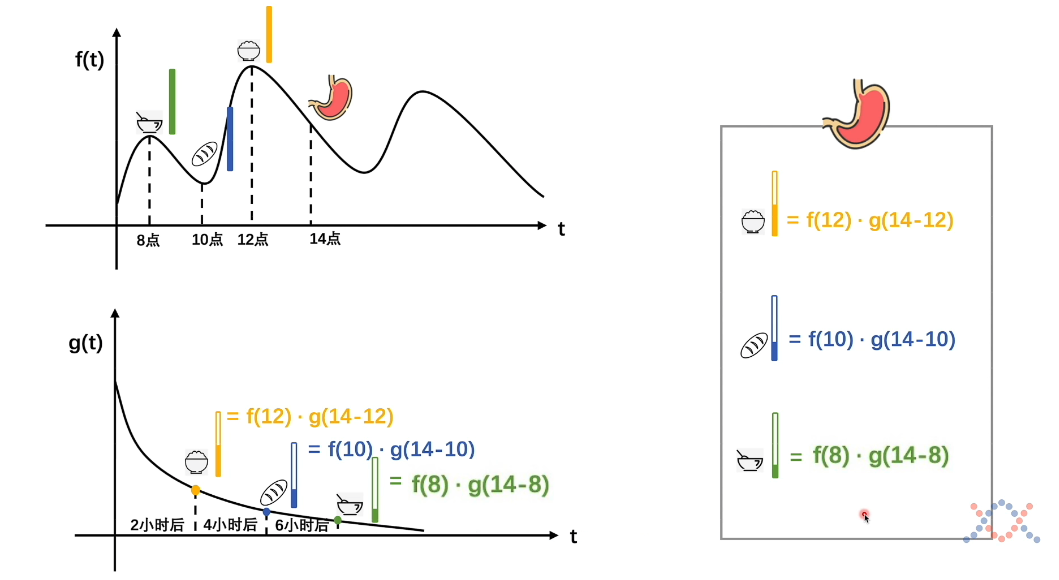 f(t)
8点
10点
12点
14点
t
g(t)
= f(12) · g(14-12)
= f(10) · g(14-10)
= f(8) · g(14-8)
2小时后
4小时后
6小时后
t
= f(12) · g(14-12)
= f(10) · g(14-10)
= f(8) · g(14-8)